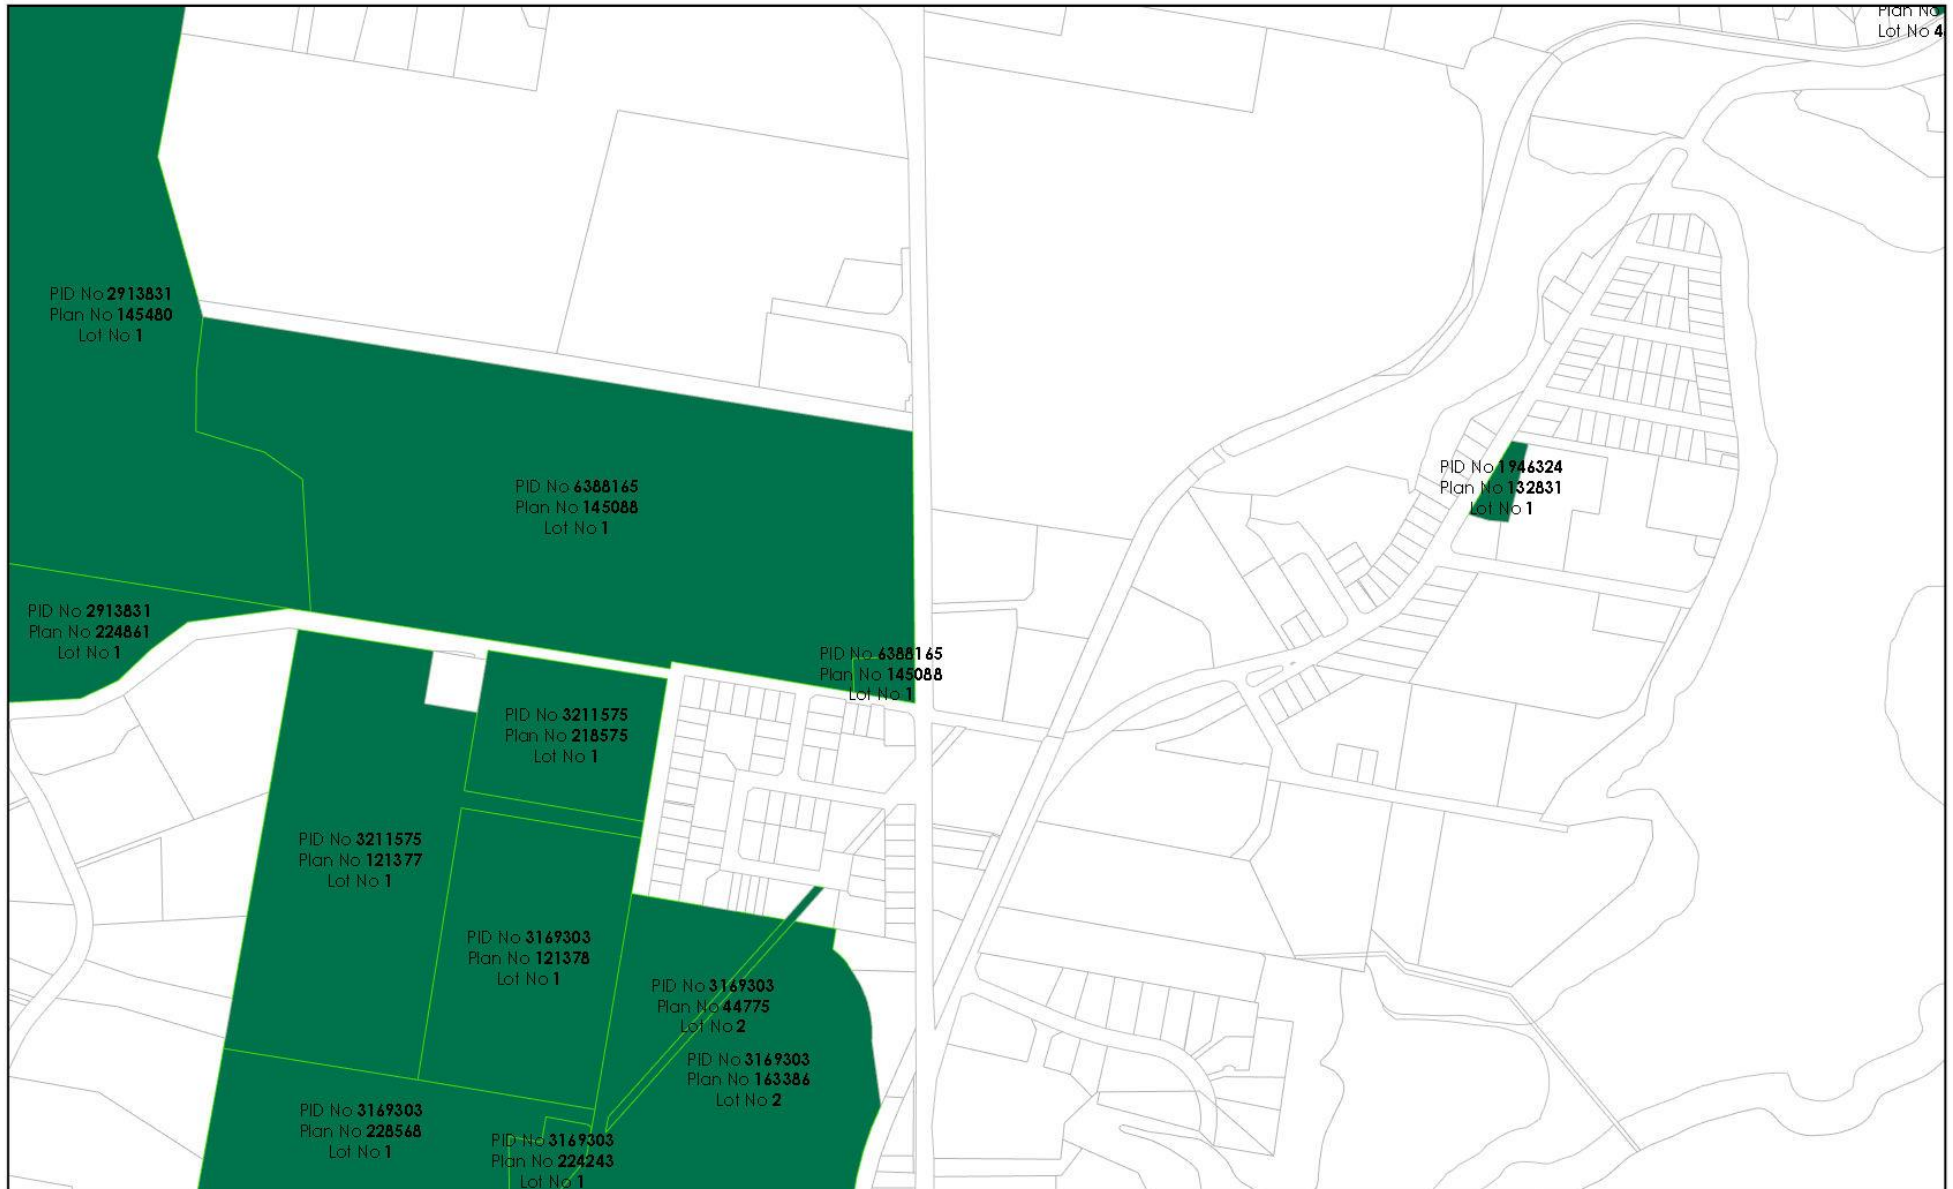 Plan No
Lot No 4
PID No 2913831
Plan No 145480
Lot No 1
PID No 6388165
Plan No 145088
Lot No 1
PID No 1946324
Plan No 132831
Lot No 1
PID No 2913831
Plan No 224861
Lot No 1
PID No 6388165
Plan No 145088
Lot No 1
PID No 3211575
Plan No 218575
Lot No 1
PID No 3211575
Plan No 121377
Lot No 1
PID No 3169303
Plan No 121378
Lot No 1
PID No 3169303
Plan No 44775
Lot No 2
PID No 3169303
Plan No 163386
Lot No 2
PID No 3169303
Plan No 228568
Lot No 1
PID No 3169303
Plan No 224243
Lot No 1